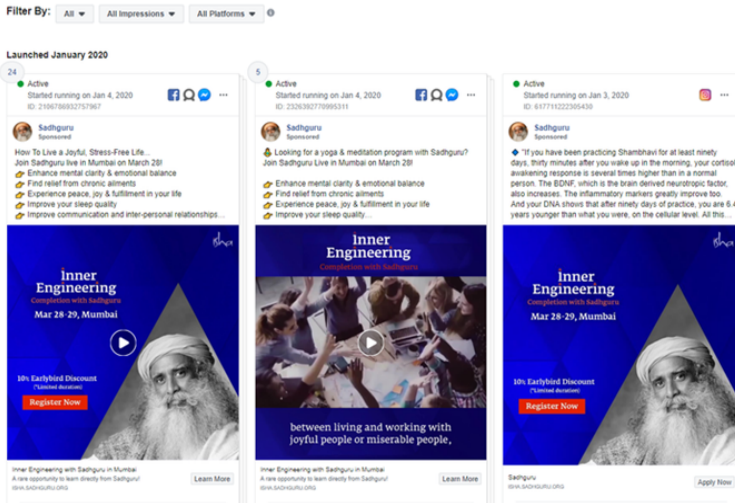 Filter By:
All
All Impressions
All Platforms
Launched January 2020
24
Active
Started running on Jan 4, 2020
ID: 2106786932757967
Sadhguru
Sponsored
How To Live a Joyful, Stress-Free Life...
Join Sadhguru live in Mumbai on March 28!
Enhance mental clarity & emotional balance
Find relief from chronic ailments
Experience peace, joy & fulfillment in your life
Improve your sleep quality
Improve communication and inter-personal relationships...
isha
Inner
Engineering
Completion with Sadhguru
Mar 28-29, Mumbai
10% Earlybird Discount
(*Limited duration)
Register Now
Inner Engineering with Sadhguru in Mumbai
A rare opportunity to learn directly from Sadhguru!
ISHA.SADHGURU.ORG
Learn More
5
Active
Started running on Jan 4, 2020
ID: 2326392770995311
Sadhguru
Sponsored
Looking for a yoga & meditation program with Sadhguru?
Join Sadhguru Live in Mumbai on March 28!
Enhance mental clarity & emotional balance
Find relief from chronic ailments
Experience peace, joy & fulfillment in your life
Improve your sleep quality...
Inner
Engineering
Completion with Sadhguru
between living and working with
joyful people or miserable people,
Inner Engineering with Sadhguru in Mumbai
A rare opportunity to learn directly from Sadhguru!
ISHA.SADHGURU.ORG
Learn More
Active
Started running on Jan 3, 2020
ID: 617711222305430
Sadhguru
Sponsored
"If you have been practicing Shambhavi for at least ninety
days, thirty minutes after you wake up in the morning, your cortisol
awakening response is several times higher than in a normal
person. The BDNF, which is the brain derived neurotropic factor,
also increases. The inflammatory markers greatly improve too.
And your DNA shows that after ninety days of practice, you are 6.4
years younger than what you were, on the cellular level. All this...
isha
Inner
Engineering
Completion with Sadhguru
Mar 28-29, Mumbai
10% Earlybird Discount
(*Limited duration)
Register Now
Sadhguru
ISHA.SADHGURU.ORG
Apply Now